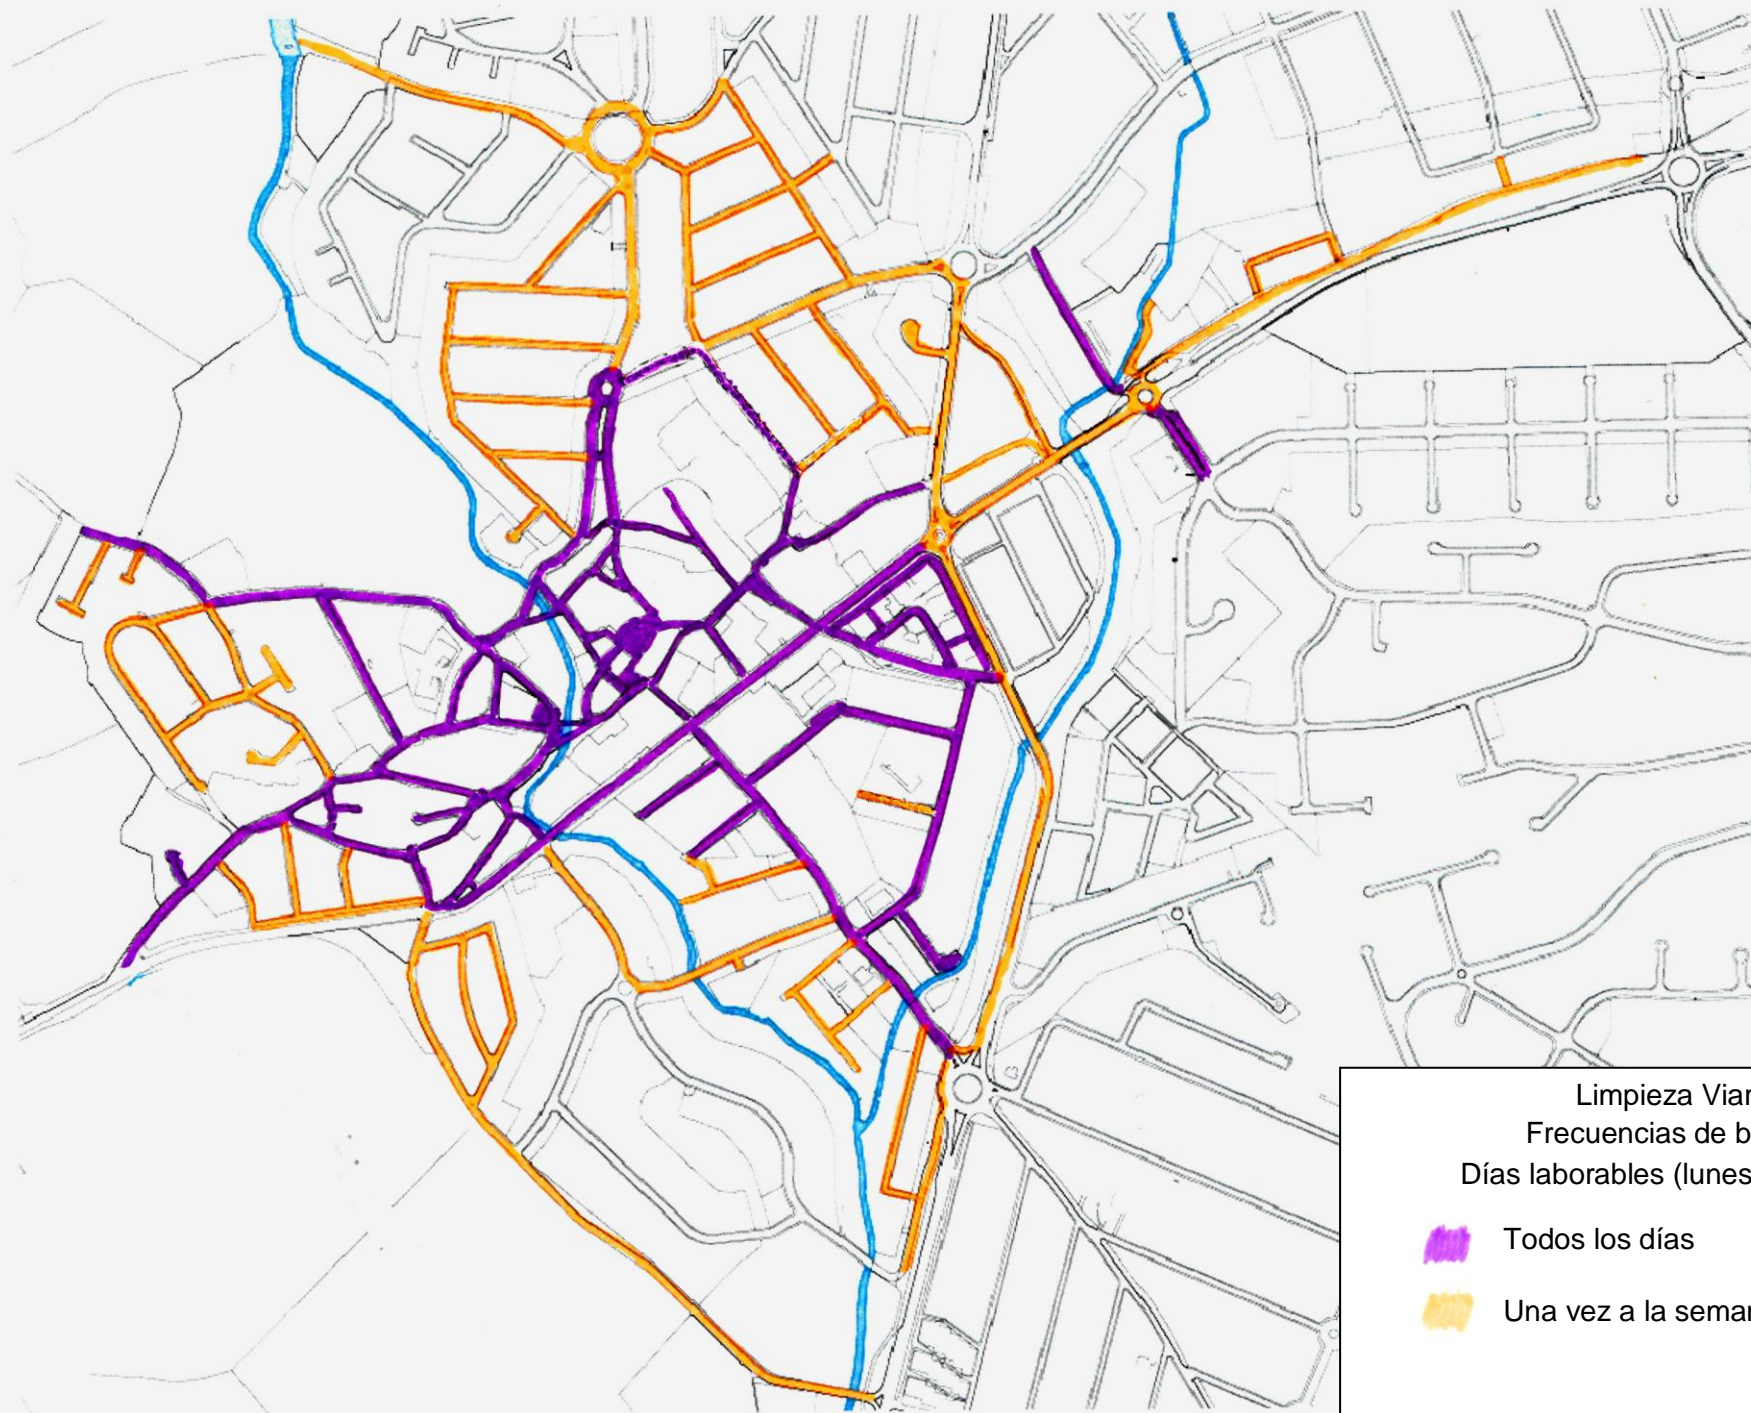 Limpieza Viar
Frecuencias de b
Días laborables (lunes
Todos los días
Una vez a la semar